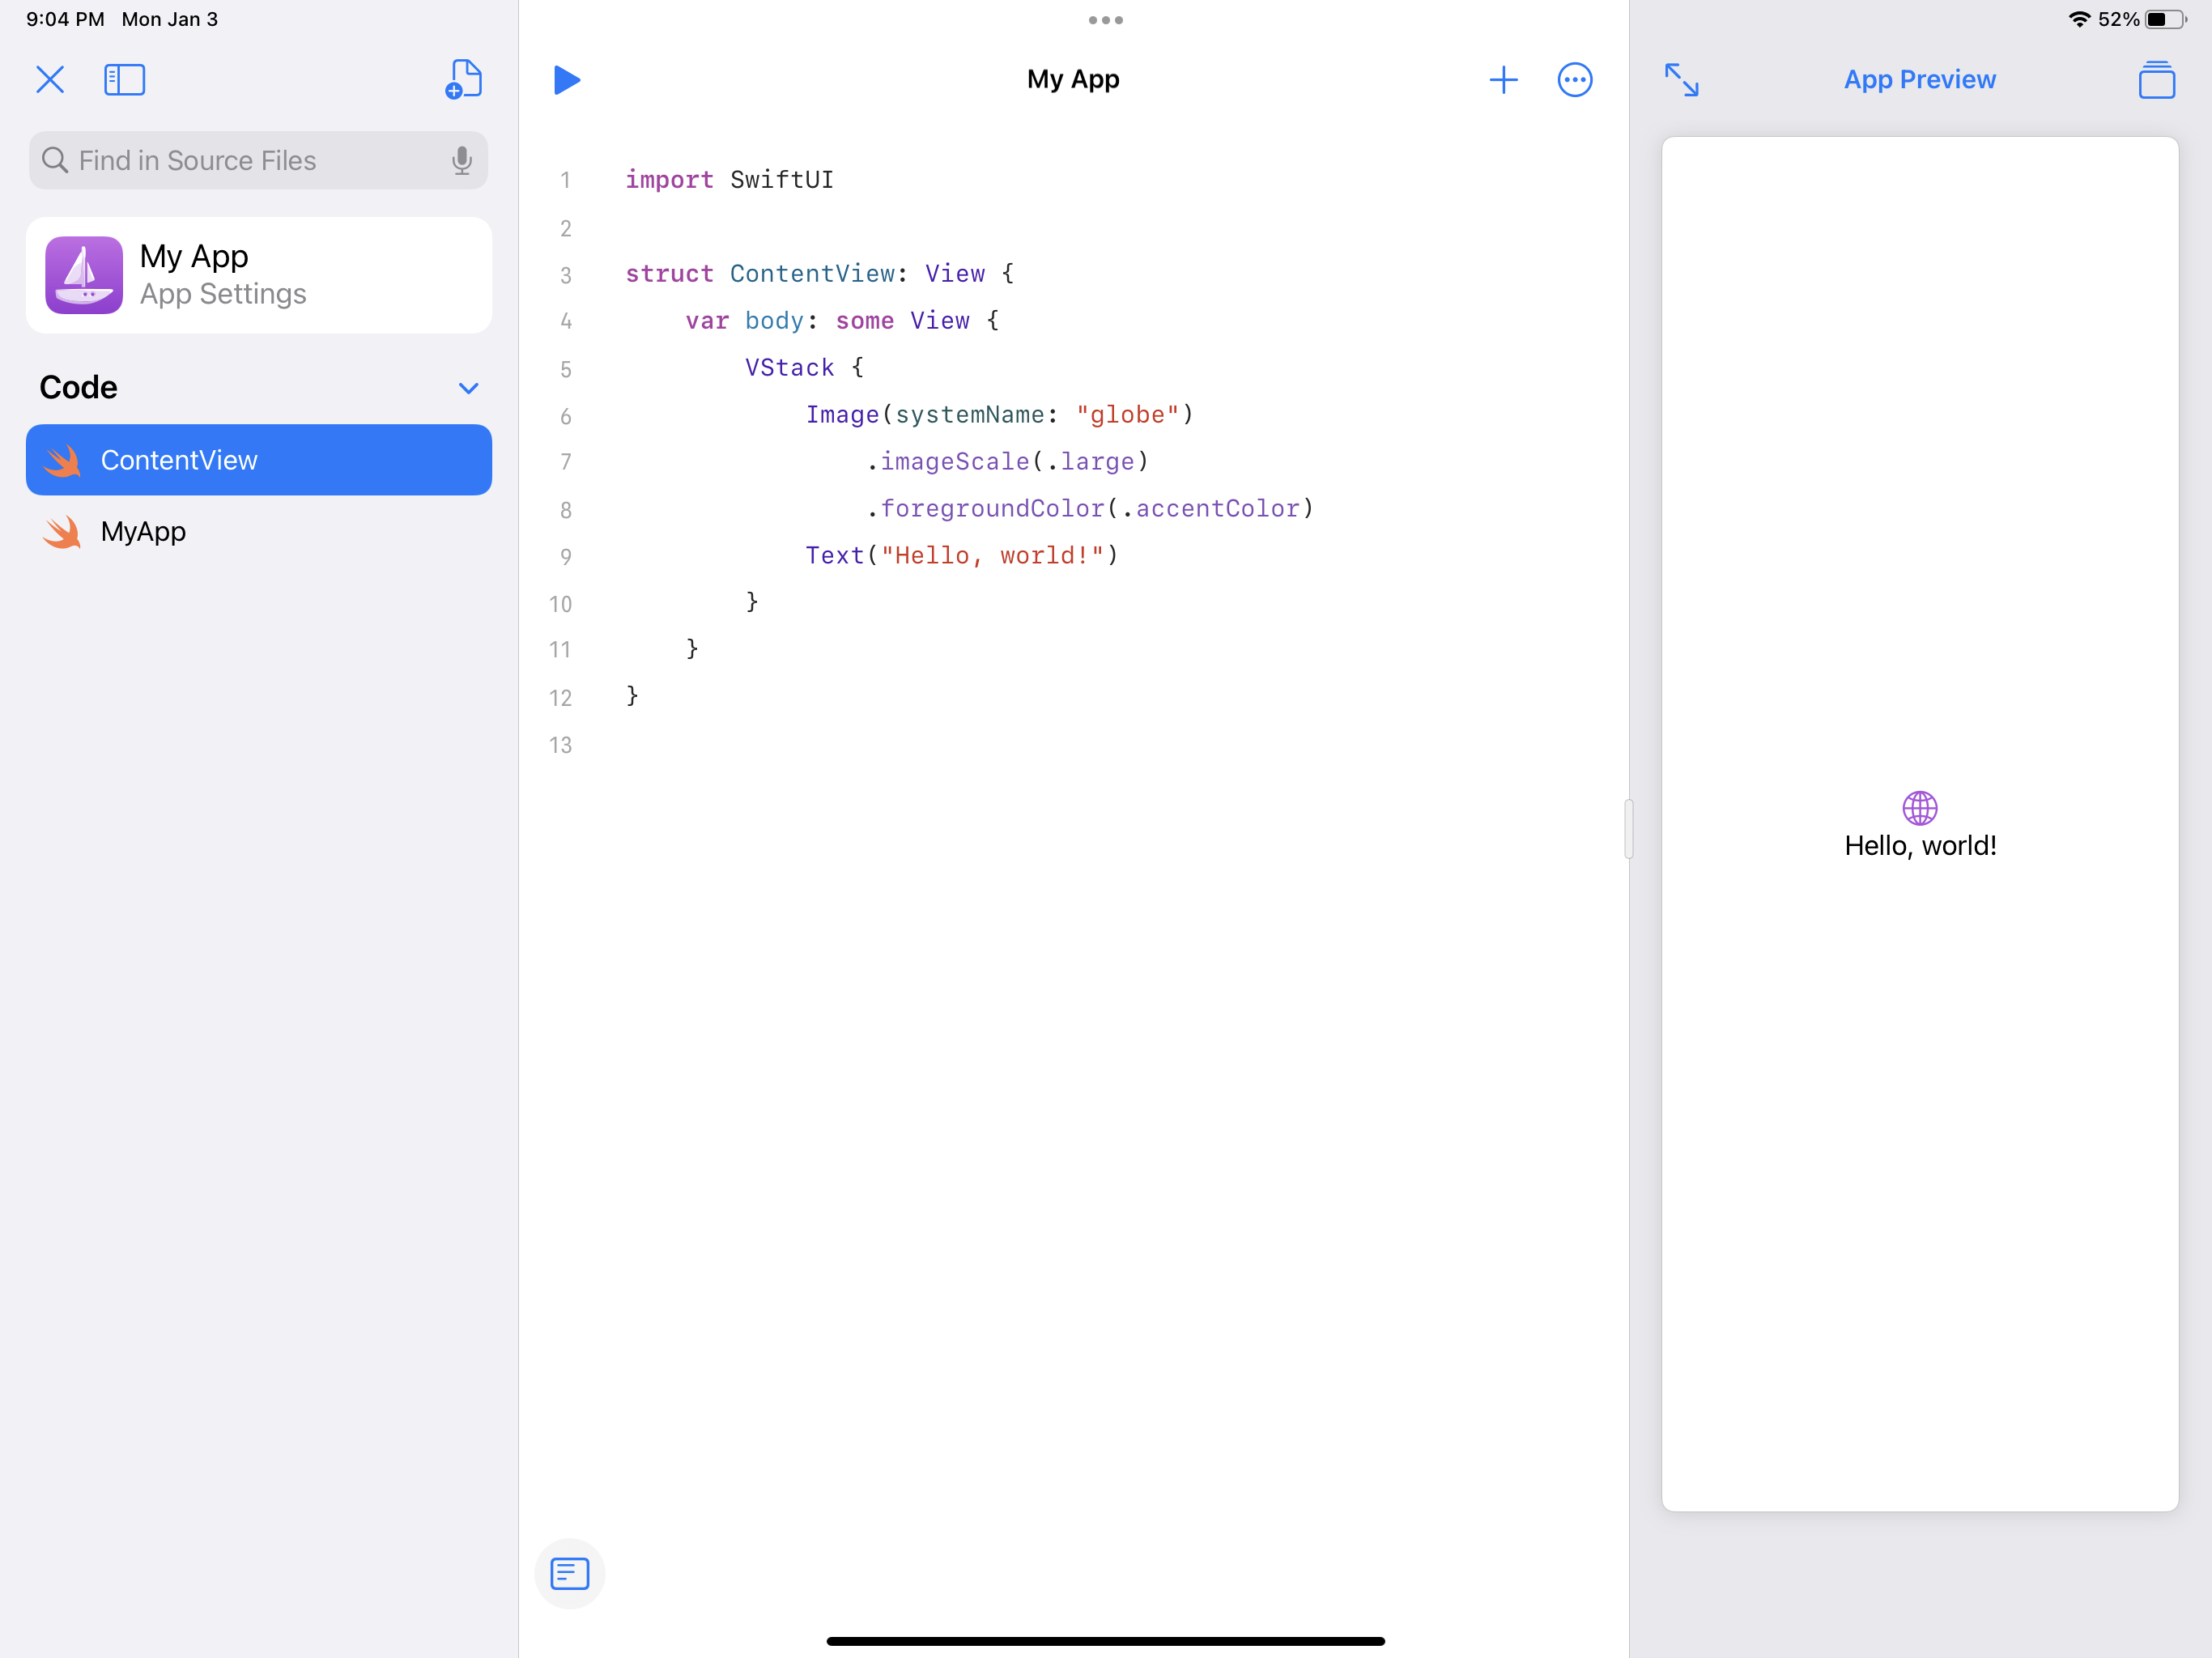 9:04 PM Mon Jan 3
52%
My App
App Preview
Find in Source Files
My App
App Settings
Code
ContentView
MyApp
1 import SwiftUI
2
3 struct ContentView: View {
4     var body: some View {
5         VStack {
6             Image(systemName: "globe")
7                 .imageScale(.large)
8                 .foregroundColor(.accentColor)
9             Text("Hello, world!")
10         }
11     }
12 }
13
Hello, world!